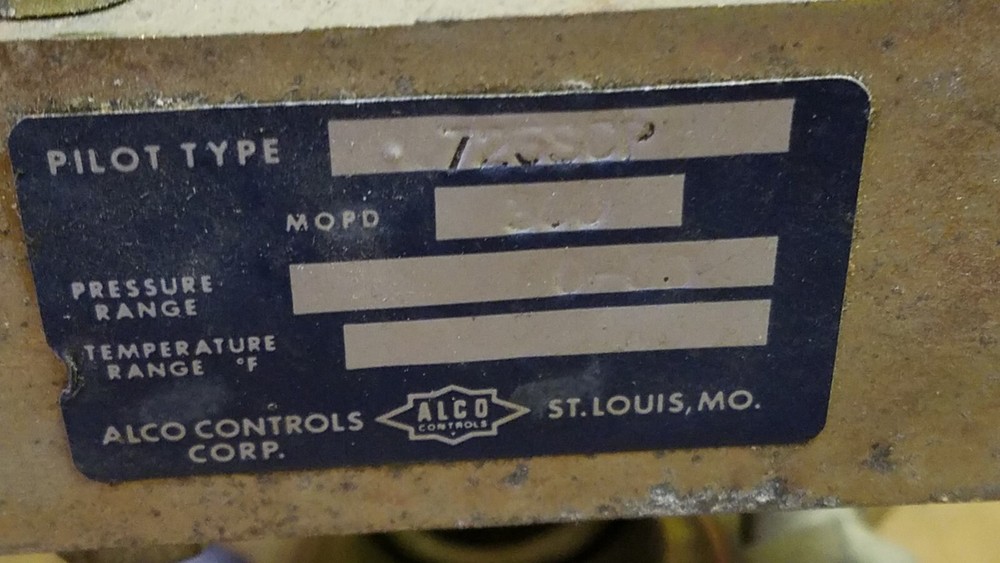 PILOT TYPE
MOPD
PRESSURE
RANGE
TEMPERATURE
RANGE °F
ALCO CONTROLS
CORP.
ALCO
CONTROLS
ST. LOUIS, MO.